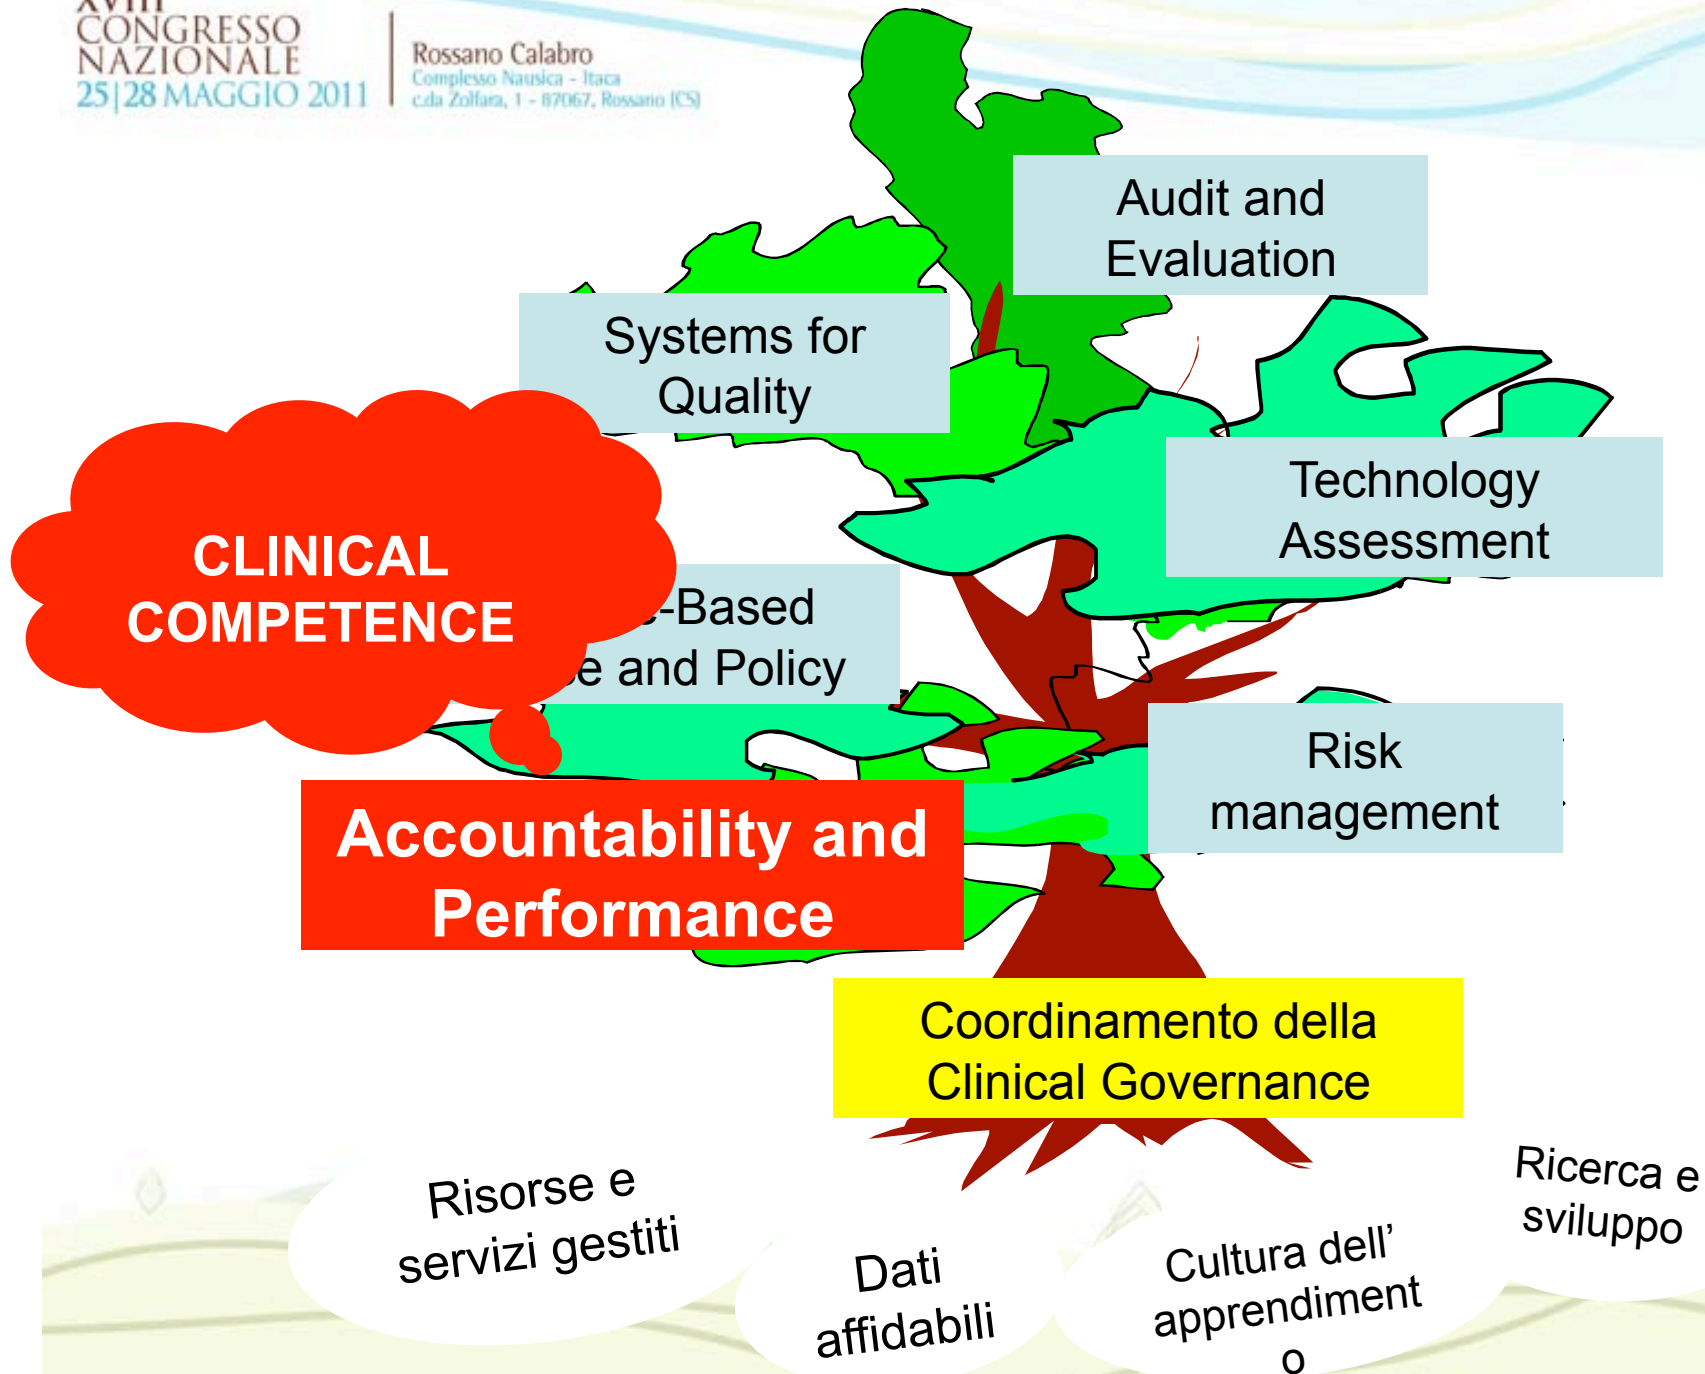 XVIII
CONGRESSO
NAZIONALE
25|28 MAGGIO 2011
Rossano Calabro
Complesso Nausica - Itaca
c.da Zolfara, 1 - 87067, Rossano (CS)
Audit and
Evaluation
Systems for
Quality
Technology
Assessment
CLINICAL
COMPETENCE
-Based
and Policy
Risk
management
Accountability and
Performance
Coordinamento della
Clinical Governance
Risorse e
servizi gestiti
Dati
affidabili
Cultura dell’
apprendiment
o
Ricerca e
sviluppo